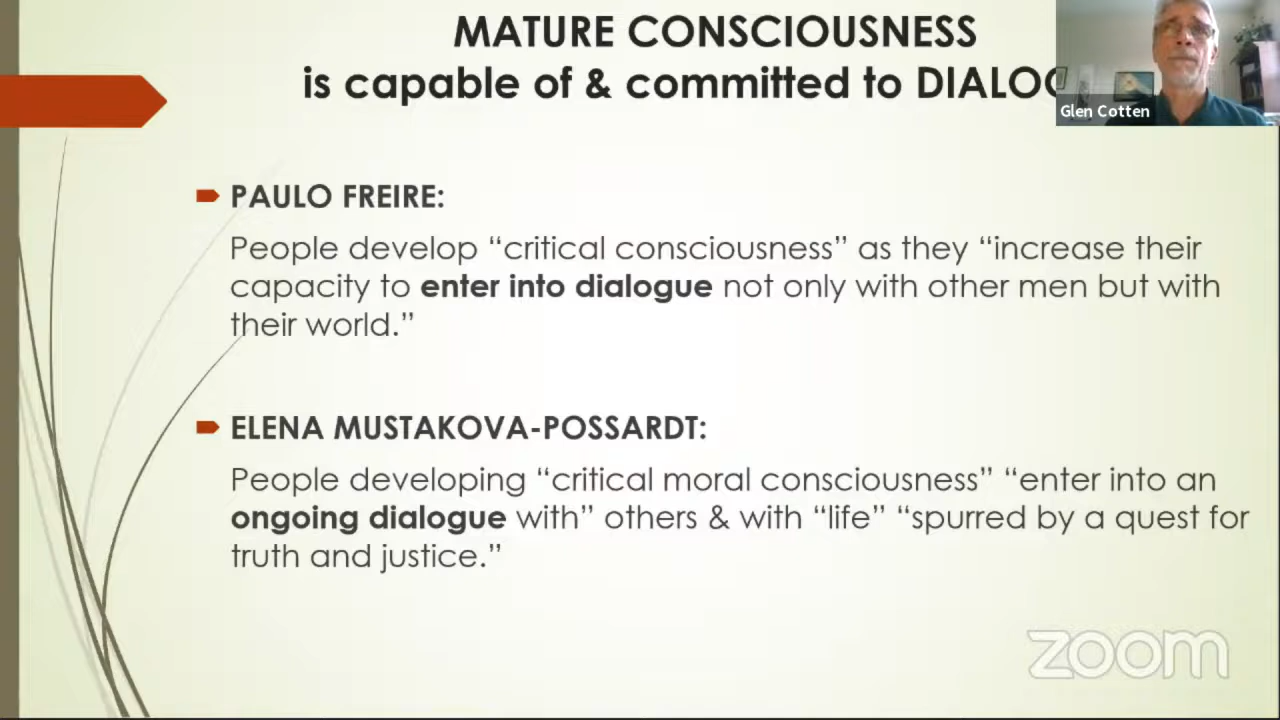 MATURE CONSCIOUSNESS
is capable of & committed to
Glen Cotten
PAULO FREIRE:
People develop “critical consciousness” as they “increase their
capacity to enter into dialogue not only with other men but with
their world.”
ELENA MUSTAKOVA-POSSARDT:
People developing “critical moral consciousness” “enter into an
ongoing dialogue with” others & with “life” “spurred by a quest for
truth and justice.”
zoom